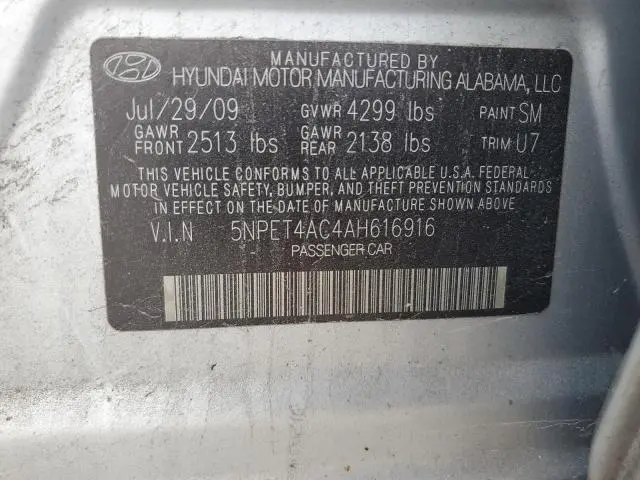 MANUFACTURED BY
HYUNDAI MOTOR MANUFACTURING ALABAMA, LLC
Jul/29/09 GVWR 4299 lbs PAINT SM
GAWR FRONT 2513 lbs GAWR REAR 2138 lbs TRIM U7
THIS VEHICLE CONFORMS TO ALL APPLICABLE U.S.A. FEDERAL
MOTOR VEHICLE SAFETY, BUMPER, AND THEFT PREVENTION STANDARDS
IN EFFECT ON THE DATE OF MANUFACTURE SHOWN ABOVE
V.I.N 5NPET4AC4AH616916
PASSENGER CAR